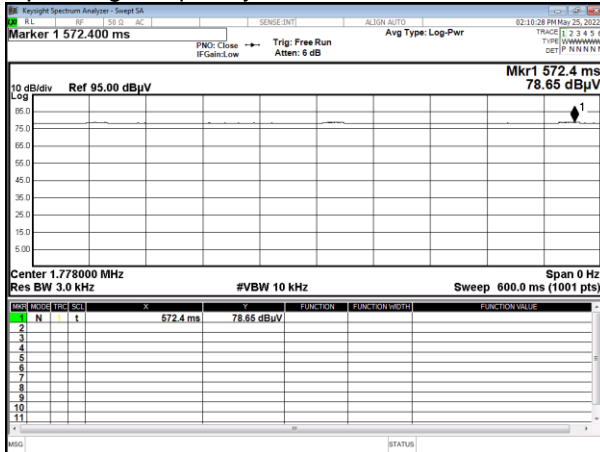 Keysight Spectrum Analyzer - Swept SA
RL RF 50 Ω AC SENSE:INT ALIGN AUTO 02:10:28 PM May 25, 2022
Marker 1 572.400 ms Avg Type: Log-Pwr TRACE 1 2 3 4 5 6
PNO: Close Trig: Free Run TYPE WWWWWW
IFGain:Low Atten: 6 dB DET P NNNNN
Mkr1 572.4 ms
10 dB/div Ref 95.00 dBµV 78.65 dBµV
Log
1
85.0
75.0
65.0
55.0
45.0
35.0
25.0
15.0
5.00
Center 1.778000 MHz Span 0 Hz
Res BW 3.0 kHz #VBW 10 kHz Sweep 600.0 ms (1001 pts)
MKR MODE TRC SCL X Y FUNCTION FUNCTION WIDTH FUNCTION VALUE
1 N 1 t 572.4 ms 78.65 dBµV
2
3
4
5
6
7
8
9
10
11
MSG STATUS